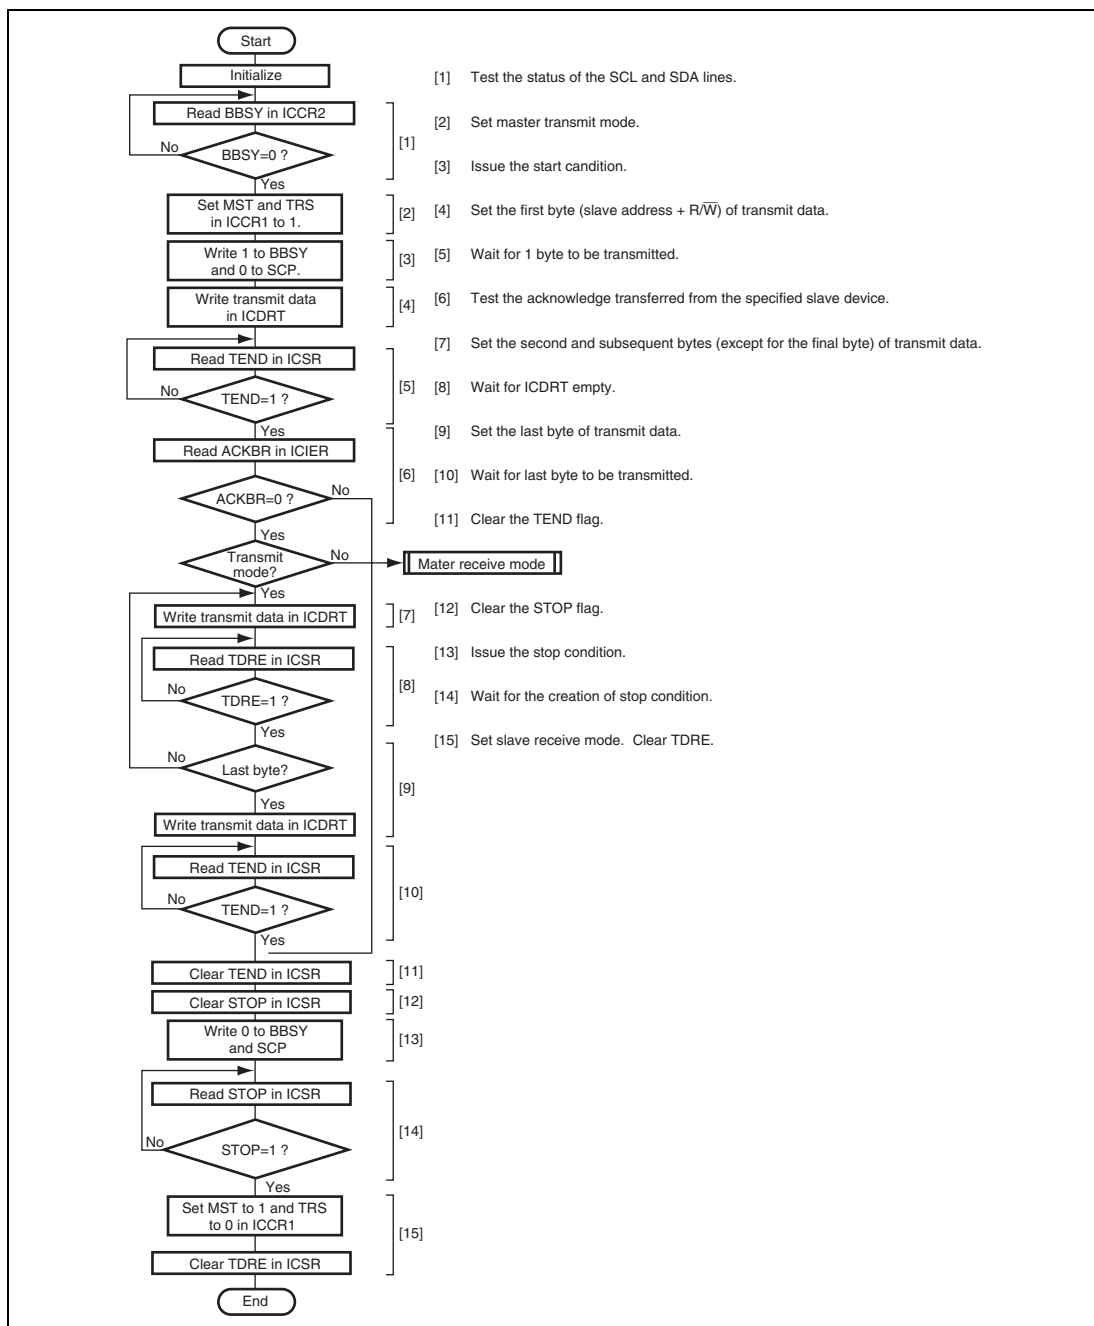 Start
Initialize
Read BBSY in ICCR2
No
BBSY=0 ?
[1]
Yes
Set MST and TRS
in ICCR1 to 1.
[2]
Write 1 to BBSY
and 0 to SCP.
[3]
Write transmit data
in ICDRT
[4]
Read TEND in ICSR
No
TEND=1 ?
[5]
Yes
Read ACKBR in ICIER
[6]
ACKBR=0 ?
No
Yes
Transmit
mode?
No
Mater receive mode
Yes
Write transmit data in ICDRT
[7]
Read TDRE in ICSR
No
TDRE=1 ?
[8]
Yes
No
Last byte?
[9]
Yes
Write transmit data in ICDRT
Read TEND in ICSR
No
TEND=1 ?
[10]
Yes
Clear TEND in ICSR
[11]
Clear STOP in ICSR
[12]
Write 0 to BBSY
and SCP
[13]
Read STOP in ICSR
No
STOP=1 ?
[14]
Yes
Set MST to 1 and TRS
to 0 in ICCR1
[15]
Clear TDRE in ICSR
End
[1] Test the status of the SCL and SDA lines.
[2] Set master transmit mode.
[3] Issue the start candition.
[4] Set the first byte (slave address + R/W̅) of transmit data.
[5] Wait for 1 byte to be transmitted.
[6] Test the acknowledge transferred from the specified slave device.
[7] Set the second and subsequent bytes (except for the final byte) of transmit data.
[8] Wait for ICDRT empty.
[9] Set the last byte of transmit data.
[10] Wait for last byte to be transmitted.
[11] Clear the TEND flag.
[12] Clear the STOP flag.
[13] Issue the stop condition.
[14] Wait for the creation of stop condition.
[15] Set slave receive mode. Clear TDRE.